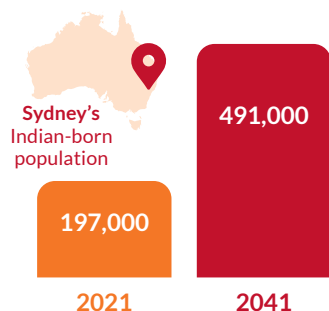 Sydney's
Indian-born
population
197,000
491,000
2021
2041